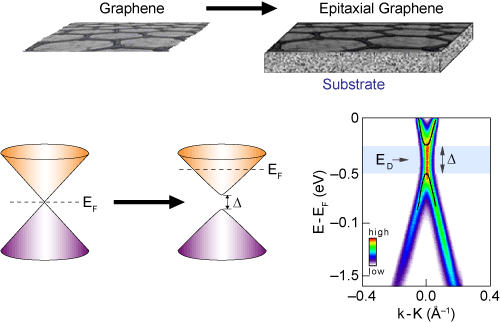 Graphene
Epitaxial Graphene
Substrate
E_F
E_F
Δ
0
−0.5
−0.1
−1.5
E - E_F (eV)
E_D
Δ
high
low
−0.4
0.0
0.4
k - K (Å⁻¹)